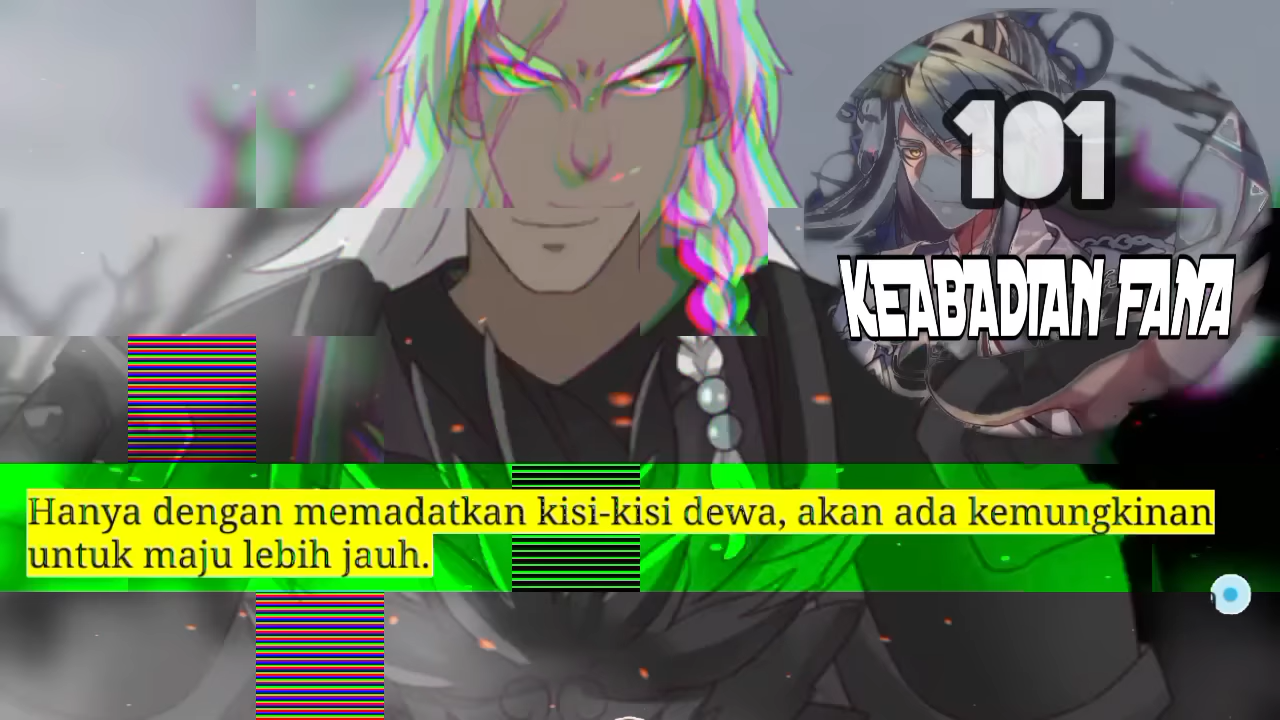 101
KEABADIAN FANA
Hanya dengan memadatkan kisi-kisi dewa, akan ada kemungkinan
untuk maju lebih jauh.